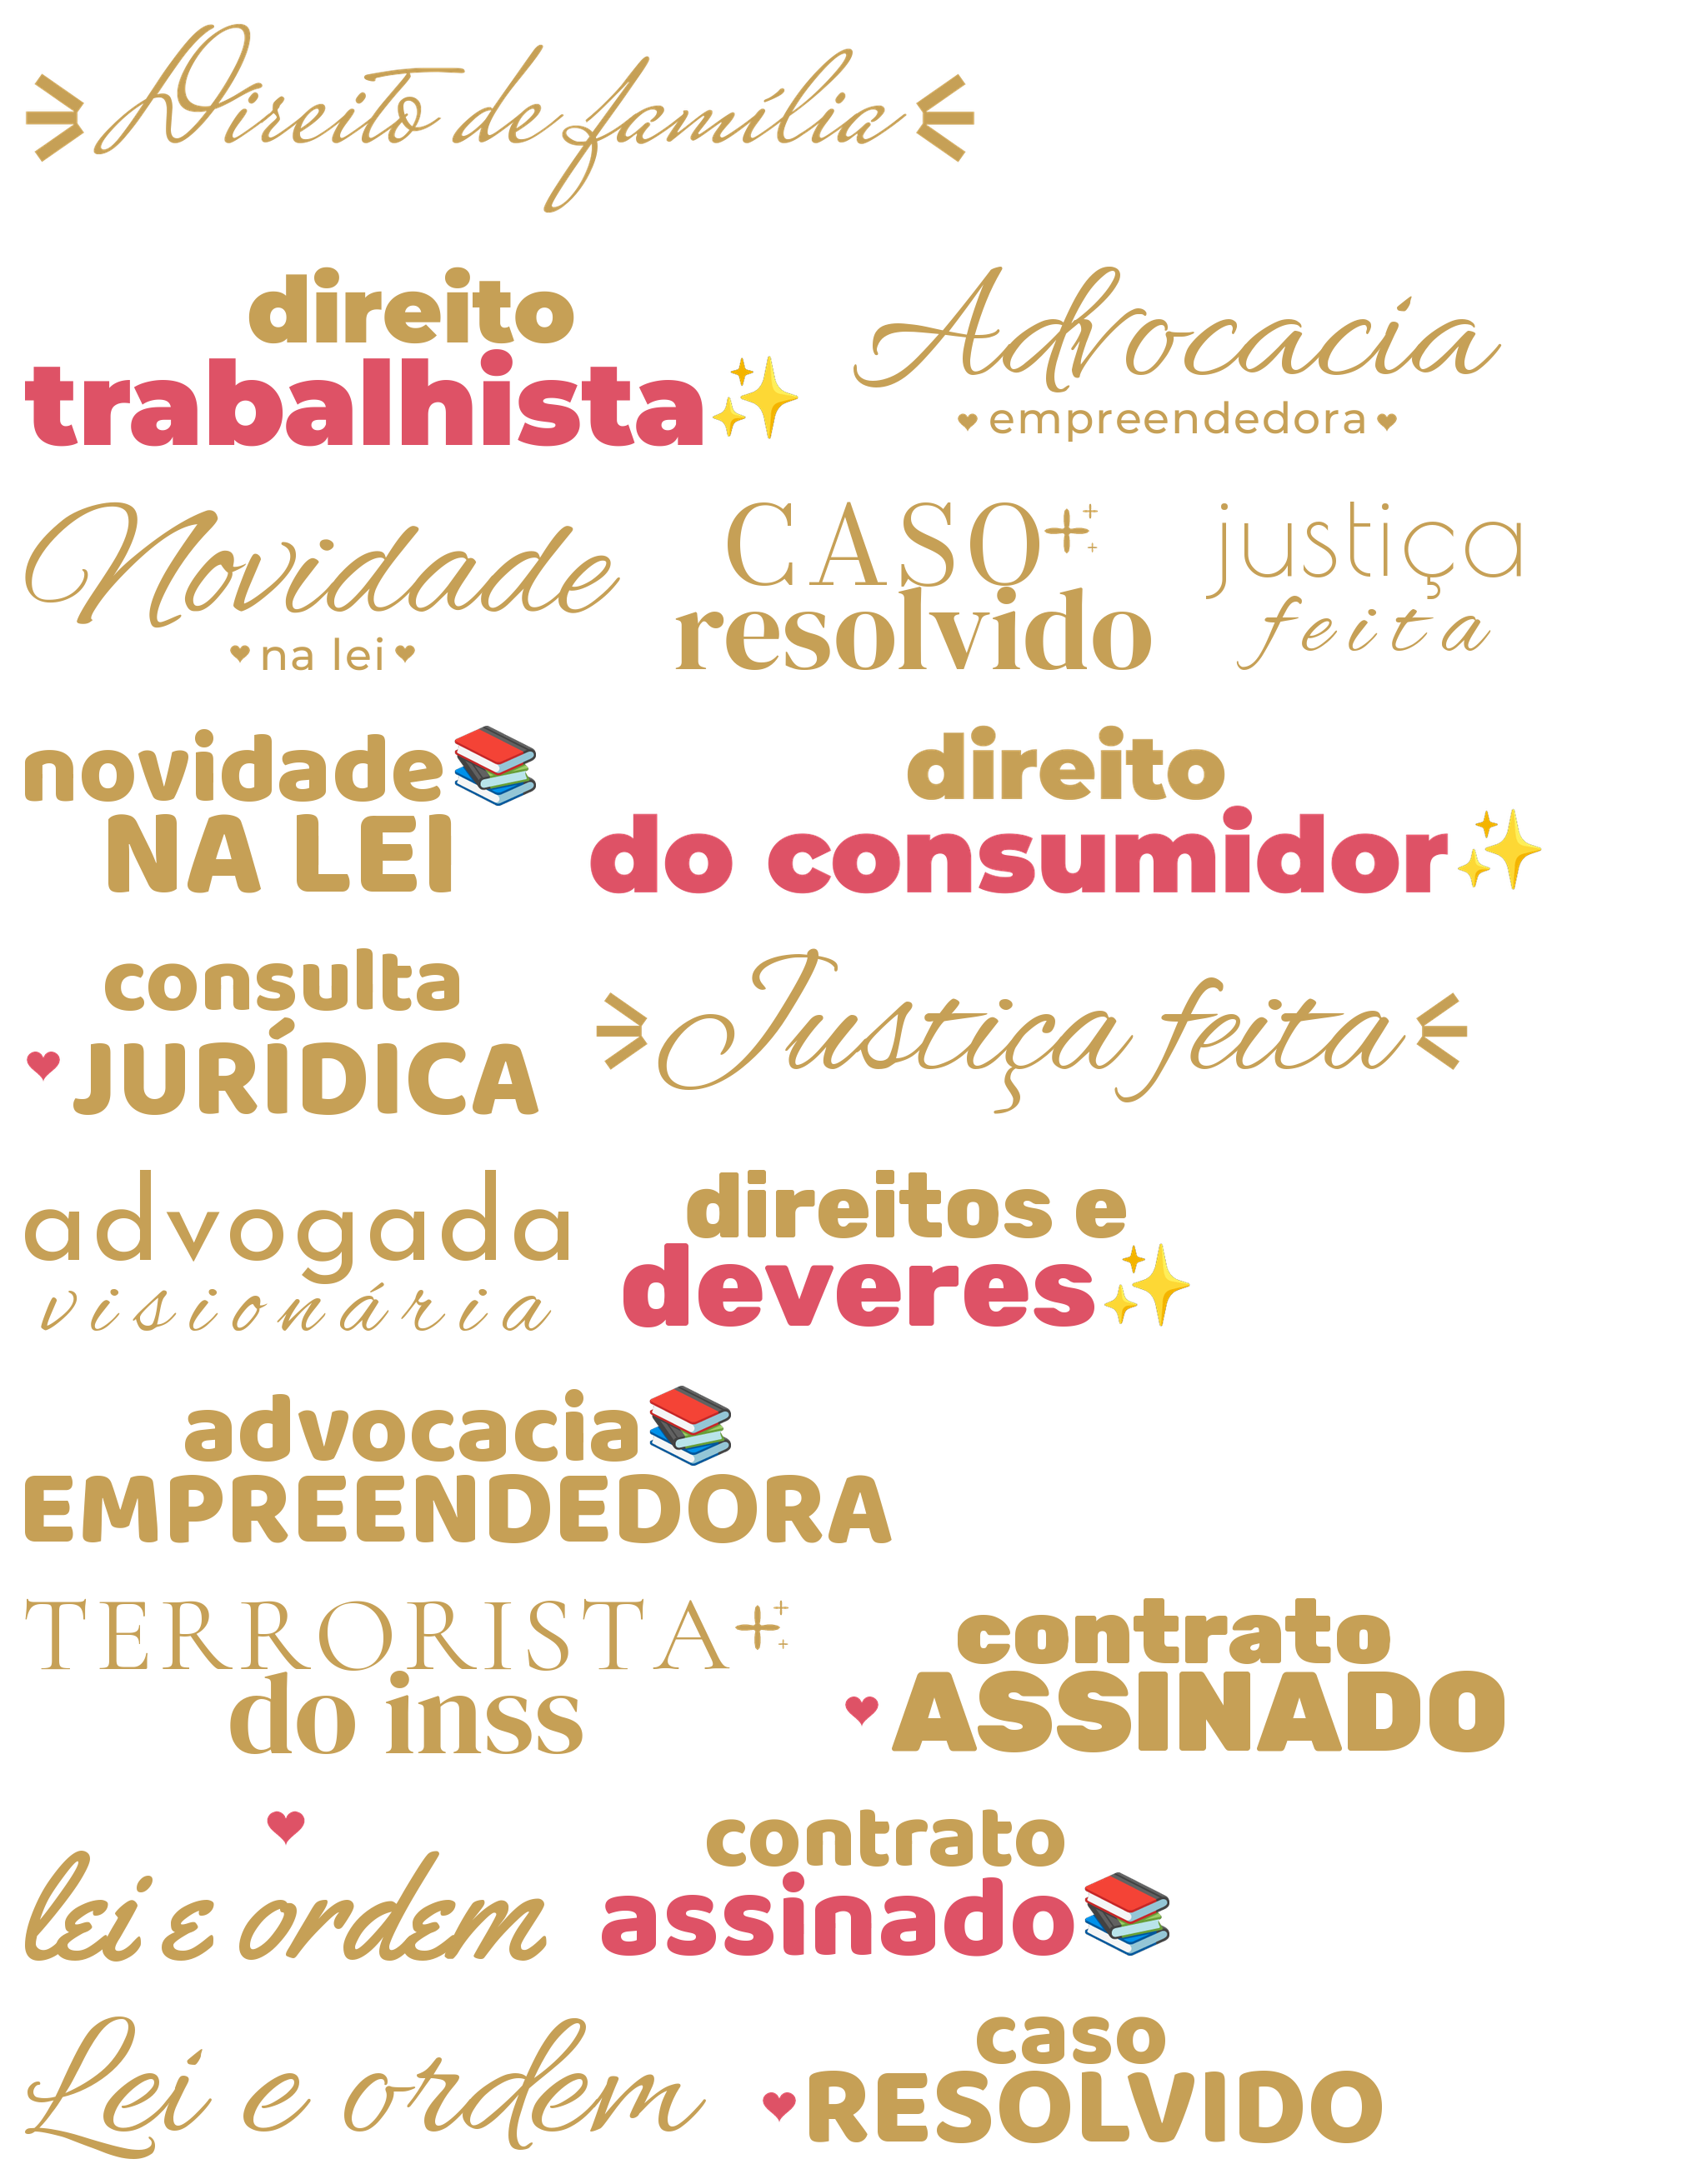 Direito de família
direito
trabalhista
Advocacia
empreendedora
Novidade
na lei
CASO
resolvido
justiça
feita
novidade
NA LEI
direito
do consumidor
consulta
JURÍDICA
Justiça feita
advogada
visionária
direitos e
deveres
advocacia
EMPREENDEDORA
TERRORISTA
do inss
contrato
ASSINADO
lei e ordem
contrato
assinado
Lei e ordem
caso
RESOLVIDO